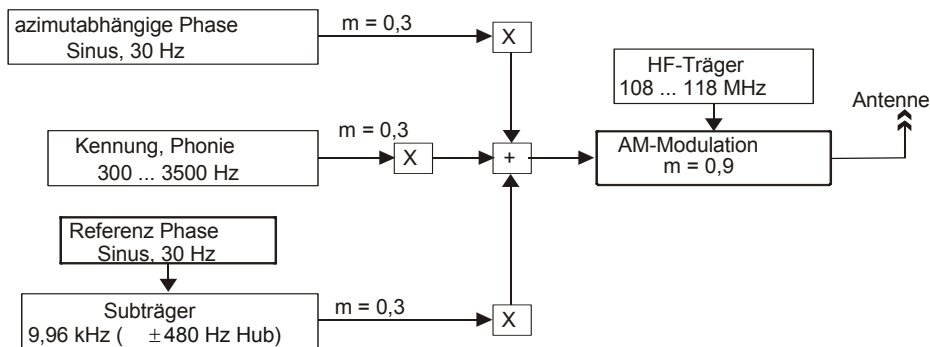 azimutabhängige Phase
Sinus, 30 Hz
m = 0,3
X
HF-Träger
108 ... 118 MHz
Antenne
Kennung, Phonie
300 ... 3500 Hz
m = 0,3
X
+
AM-Modulation
m = 0,9
Referenz Phase
Sinus, 30 Hz
Subträger
9,96 kHz ( ±480 Hz Hub)
m = 0,3
X